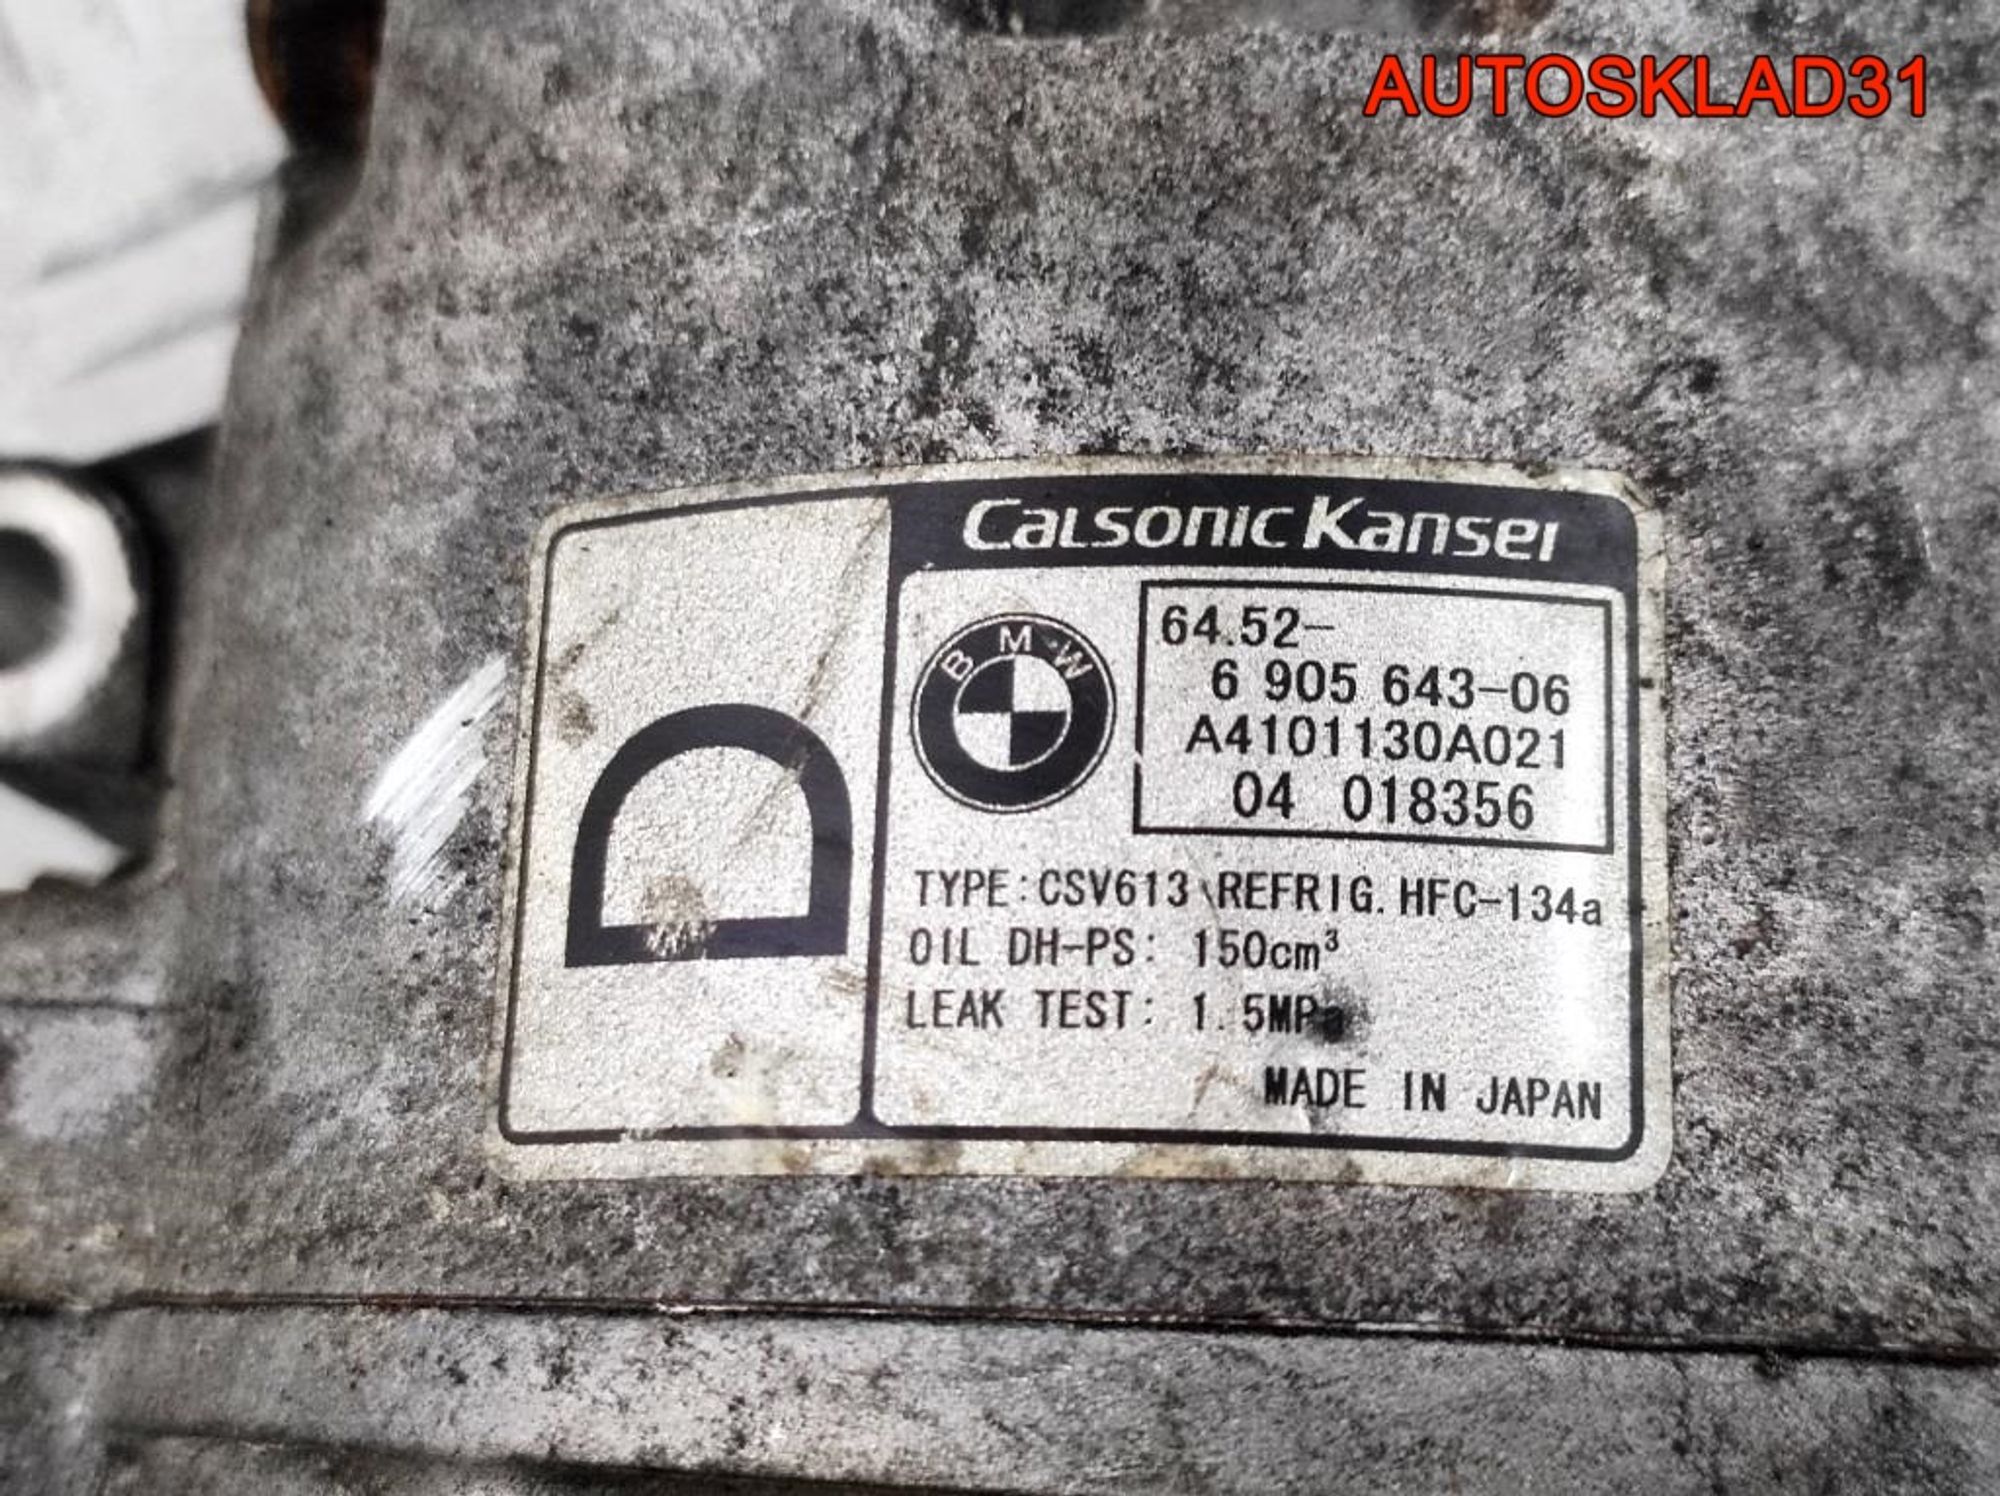 AUTOSKLAD31
CALSONIC KANSEI
BMW
64.52-
6 905 643-06
A4101130A021
04 018356
D
TYPE:CSV613 REFRIG. HFC-134a
OIL DH-PS: 150cm³
LEAK TEST: 1.5MPa
MADE IN JAPAN